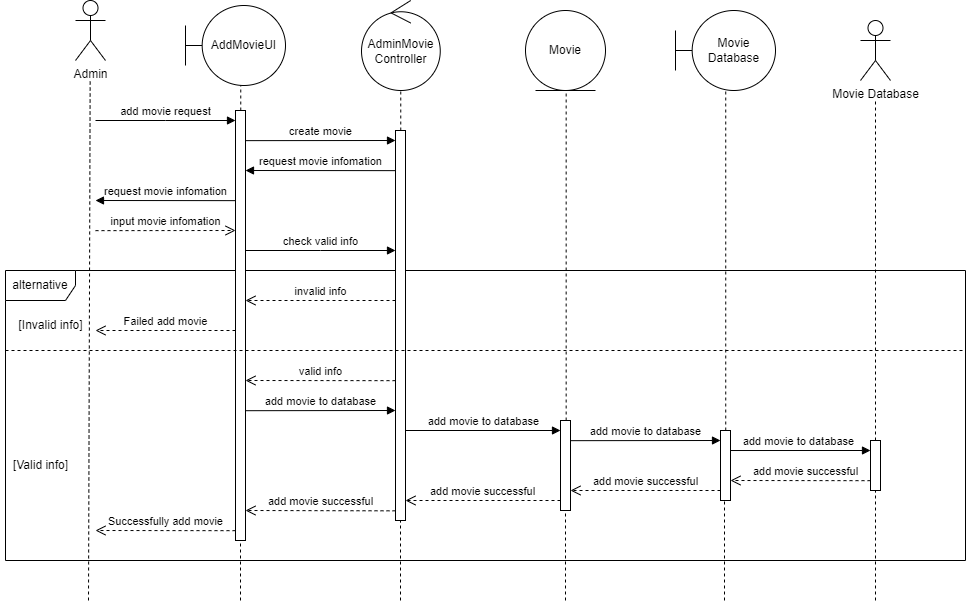 Admin
AddMovieUI
AdminMovie
Controller
Movie
Movie
Database
Movie Database
add movie request
create movie
request movie infomation
request movie infomation
input movie infomation
check valid info
alternative
invalid info
[Invalid info]
Failed add movie
valid info
add movie to database
add movie to database
add movie to database
add movie to database
[Valid info]
add movie successful
add movie successful
add movie successful
add movie successful
Successfully add movie